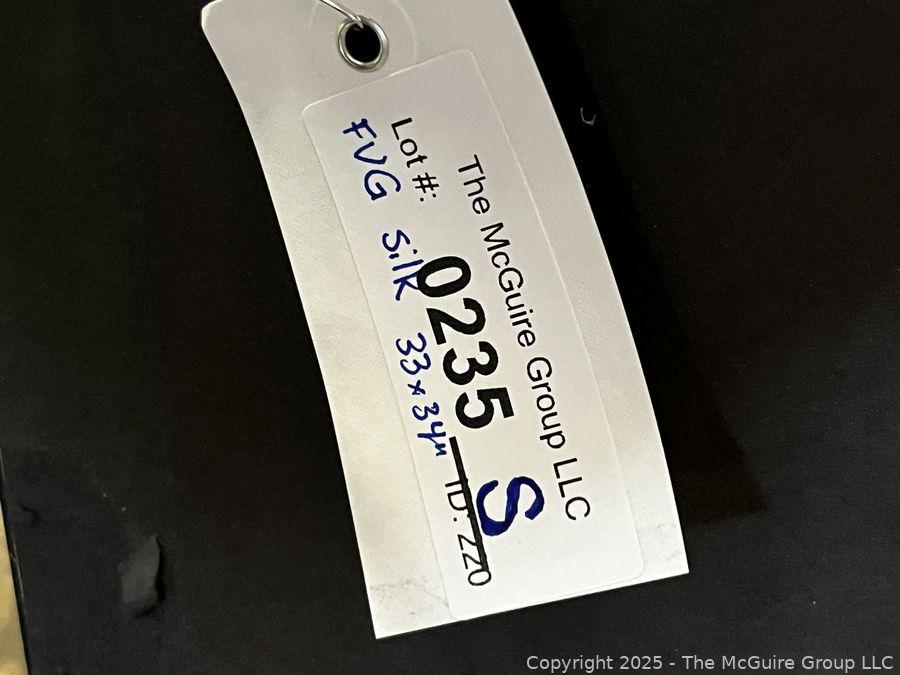 The McGuire Group LLC
Lot #: 0235 S
ID: 220
FVG Silk 33x34"
Copyright 2025 - The McGuire Group LLC